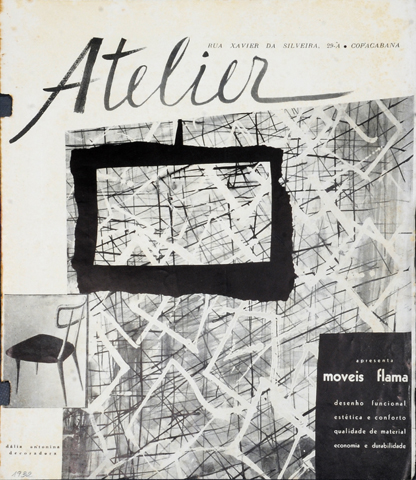 RUA XAVIER DA SILVEIRA, 29-A • COPACABANA
Atelier
apresenta
moveis flama
desenho funcional
estética e conforto
qualidade de material
economia e durabilidade
dália antonina
decoradora